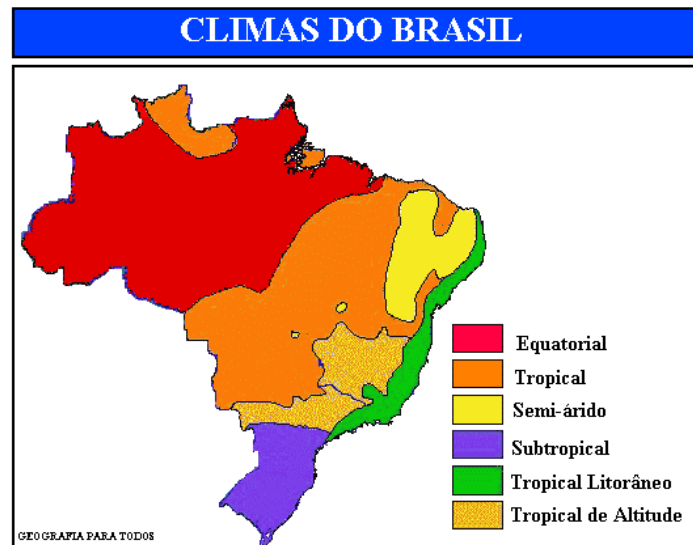 CLIMAS DO BRASIL
Equatorial
Tropical
Semi-árido
Subtropical
Tropical Litorâneo
Tropical de Altitude
GEOGRAFIA PARA TODOS